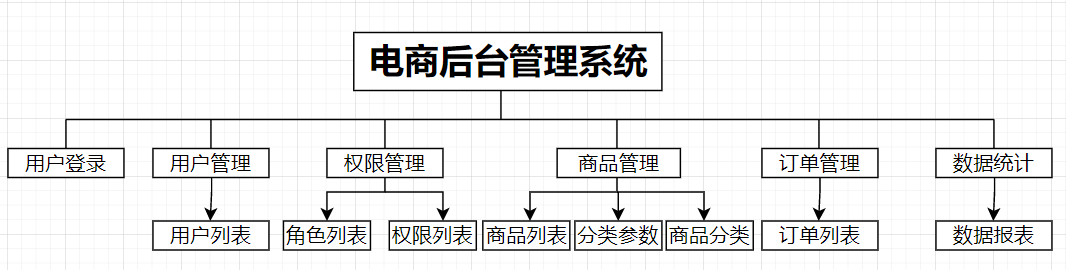 电商后台管理系统
用户登录
用户管理
权限管理
商品管理
订单管理
数据统计
用户列表
角色列表
权限列表
商品列表
分类参数
商品分类
订单列表
数据报表